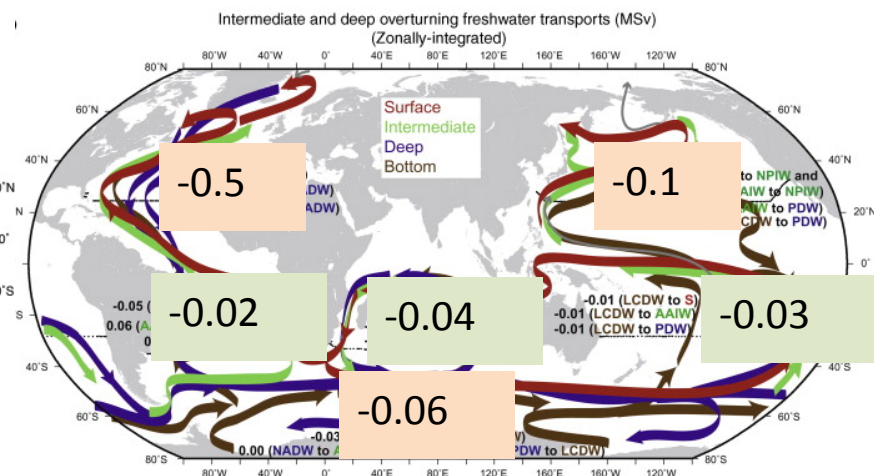 Intermediate and deep overturning freshwater transports (MSv)
(Zonally-integrated)
80°N 80°W 40°W 0° 40°E 80°E 120°E 160°E 160°W 120°W 80°N
60°N 60°N
Surface
Intermediate
Deep
Bottom
40°N 40°N
-0.5 -0.1
to NPIW and
to NPIW)
ADW) to PDW)
ADW) CDW to PDW)
N 20°N
0° 0°
-0.02 -0.04 -0.03
-0.05 ( -0.01 (LCDW to S)
0.06 ( -0.01 (LCDW to AAIW)
-0.01 (LCDW to PDW)
S
40°S 40°S
-0.06
60°S 60°S
-0.03
0.00 (NADW to PDW to LCDW)
80°S 80°W 40°W 0° 40°E 80°E 120°E 160°E 160°W 120°W 80°S